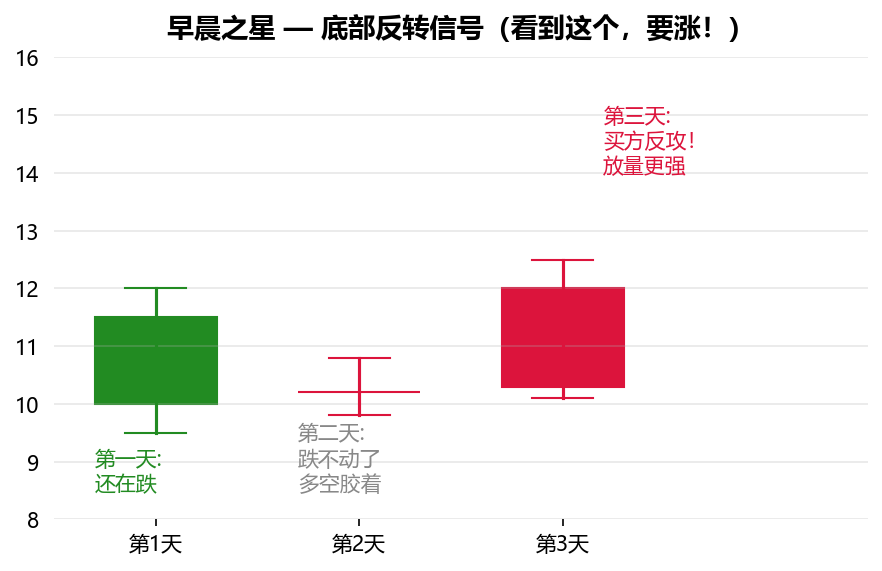 早晨之星 — 底部反转信号（看到这个，要涨！）
16
15
14
13
12
11
10
9
8
第三天:
买方反攻！
放量更强
第一天:
还在跌
第二天:
跌不动了
多空胶着
第1天
第2天
第3天